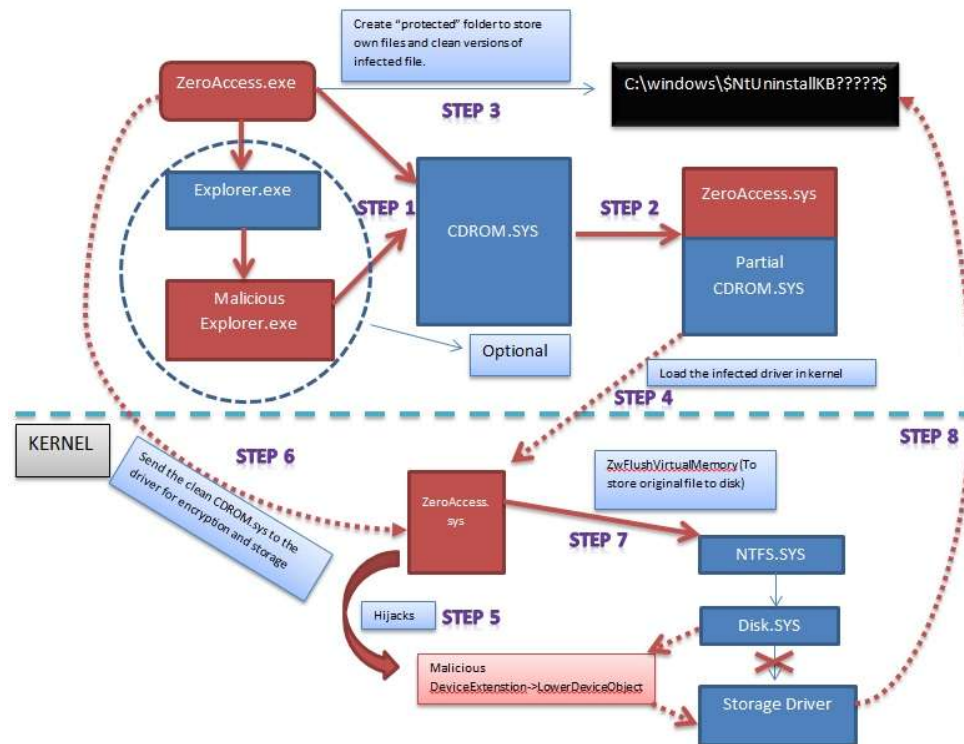 Create “protected” folder to store
own files and clean versions of
infected file.
ZeroAccess.exe
STEP 3
C:\windows\$NtUninstallKB?????$
Explorer.exe
STEP 1
CDROM.SYS
STEP 2
ZeroAccess.sys
Partial
CDROM.SYS
Malicious
Explorer.exe
Optional
Load the infected driver in kernel
STEP 4
KERNEL
STEP 6
STEP 8
Send the clean CDROM.sys to the
driver for encryption and storage
ZwFlushVirtualMemory(To
store original file to disk)
ZeroAccess.
sys
STEP 7
NTFS.SYS
Hijacks
STEP 5
Disk.SYS
Malicious
DeviceExtenstion->LowerDeviceObject
Storage Driver